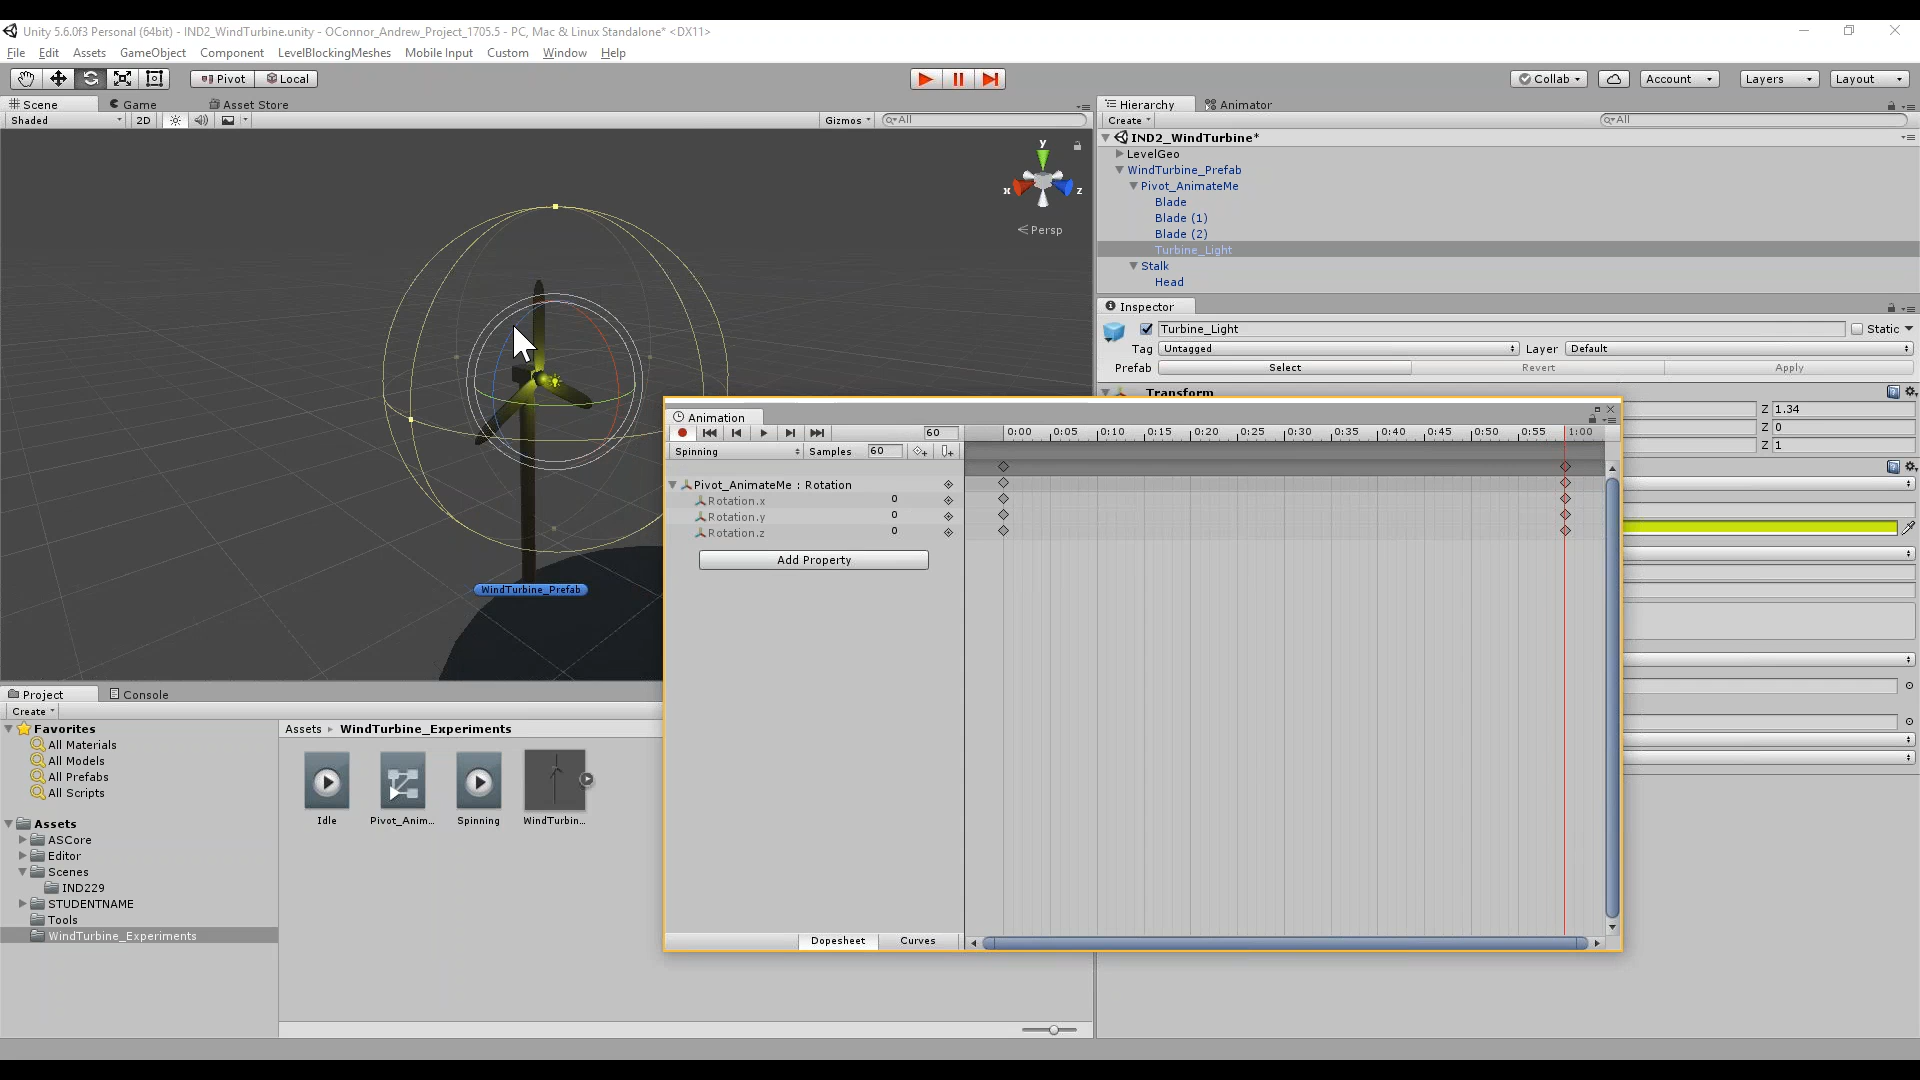 Unity 5.6.0f3 Personal (64bit) - IND2_WindTurbine.unity - OConnor_Andrew_Project_1705.5 - PC, Mac & Linux Standalone* <DX11>
File Edit Assets GameObject Component LevelBlockingMeshes Mobile Input Custom Window Help
Pivot Local Collab Account Layers Layout
Scene Game Asset Store
Shaded 2D Gizmos All
y
x
z
Persp
WindTurbine_Prefab
Hierarchy Animator
Create All
IND2_WindTurbine*
LevelGeo
WindTurbine_Prefab
Pivot_AnimateMe
Blade
Blade (1)
Blade (2)
Turbine_Light
Stalk
Head
Inspector
Turbine_Light Static
Tag Untagged Layer Default
Prefab Select Revert Apply
Transform
Z 1.34
Z 0
Z 1
Animation
60 0:00 0:05 0:10 0:15 0:20 0:25 0:30 0:35 0:40 0:45 0:50 0:55 1:00
Spinning Samples 60
Pivot_AnimateMe : Rotation
Rotation.x 0
Rotation.y 0
Rotation.z 0
Add Property
Dopesheet Curves
Project Console
Create
Favorites
All Materials
All Models
All Prefabs
All Scripts
Assets
ASCore
Editor
Scenes
IND229
STUDENTNAME
Tools
WindTurbine_Experiments
Assets WindTurbine_Experiments
Idle Pivot_Anim... Spinning WindTurbin...